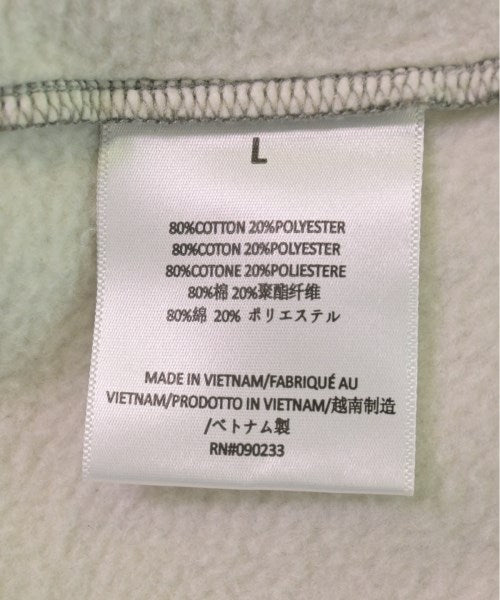 L
80%COTTON 20%POLYESTER
80%COTTON 20%POLYESTER
80%COTONE 20%POLIESTERE
80%棉 20%聚酯纤维
80%綿 20% ポリエステル
MADE IN VIETNAM/FABRIQUÉ AU
VIETNAM/PRODOTTO IN VIETNAM/越南制造
/ベトナム製
RN#090233